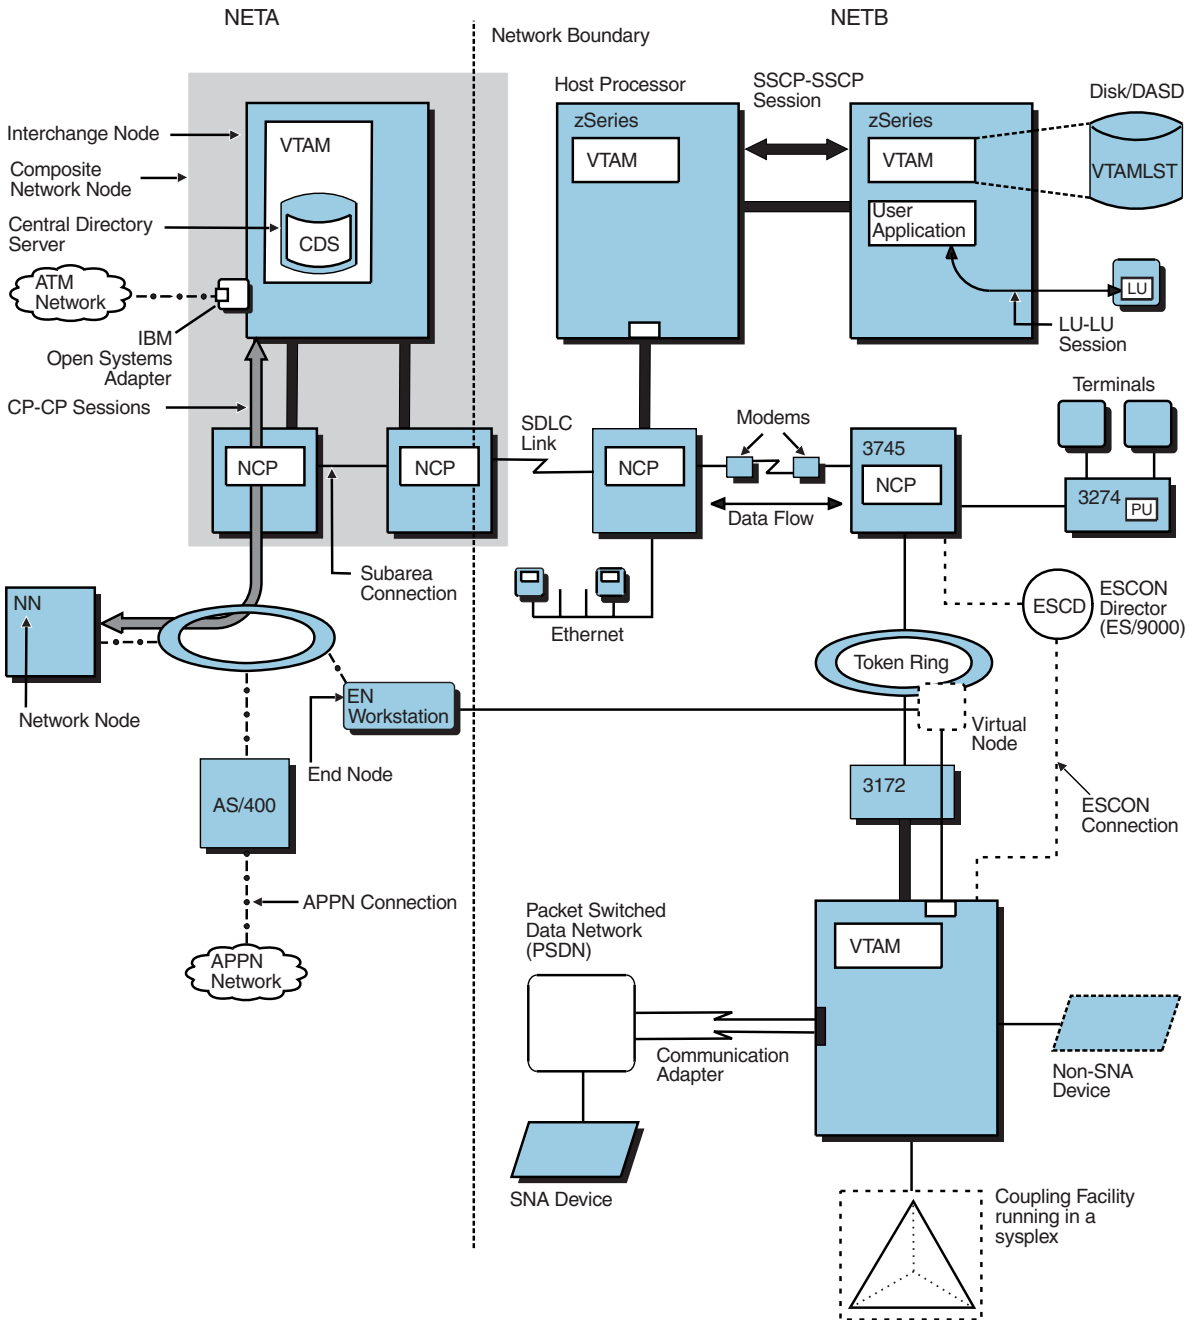 NETA
NETB
Network Boundary
Host Processor
SSCP-SSCP
Session
Disk/DASD
Interchange Node
Composite
Network Node
Central Directory
Server
VTAM
CDS
zSeries
VTAM
zSeries
VTAM
User
Application
VTAMLST
ATM
Network
IBM
Open Systems
Adapter
CP-CP Sessions
LU
LU-LU
Session
Terminals
NCP
NCP
SDLC
Link
NCP
Modems
Data Flow
3745
NCP
3274
PU
Subarea
Connection
Ethernet
ESCD
ESCON
Director
(ES/9000)
NN
Network Node
Token Ring
EN
Workstation
End Node
Virtual
Node
AS/400
3172
ESCON
Connection
APPN Connection
APPN
Network
Packet Switched
Data Network
(PSDN)
VTAM
Communication
Adapter
Non-SNA
Device
SNA Device
Coupling Facility
running in a
sysplex